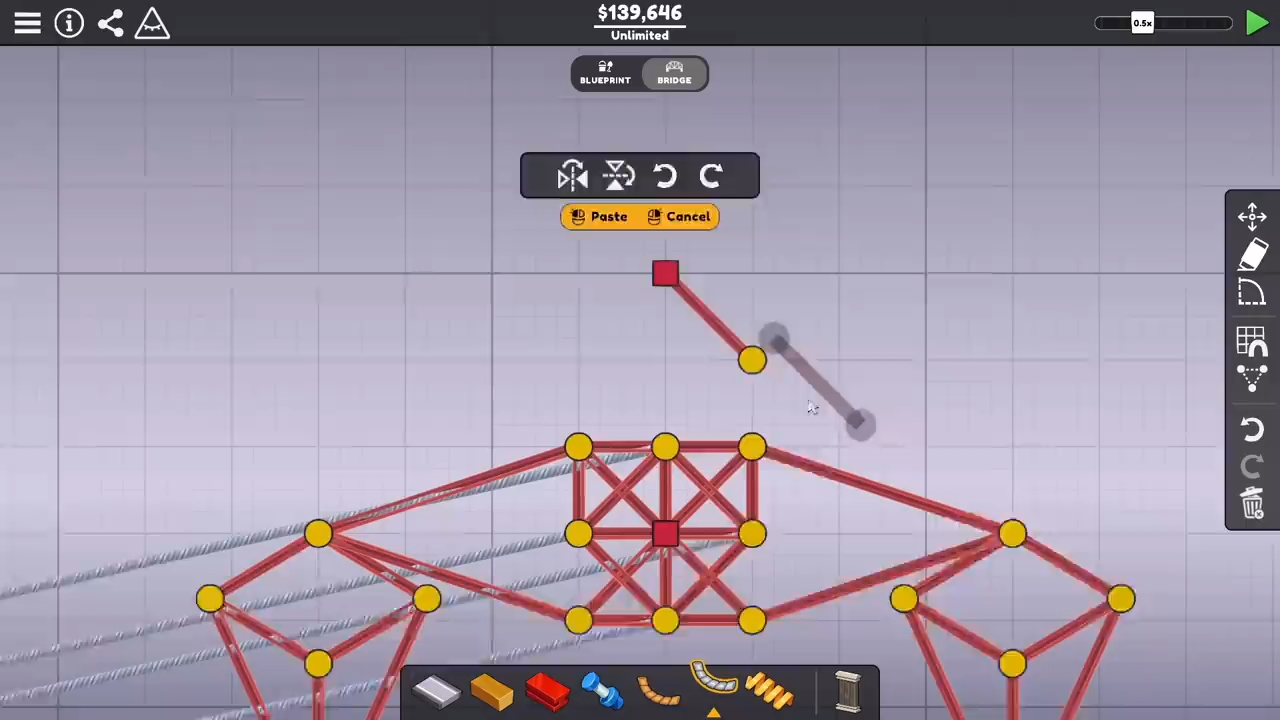 $139,646
Unlimited
0.5x
BLUEPRINT
BRIDGE
Paste
Cancel